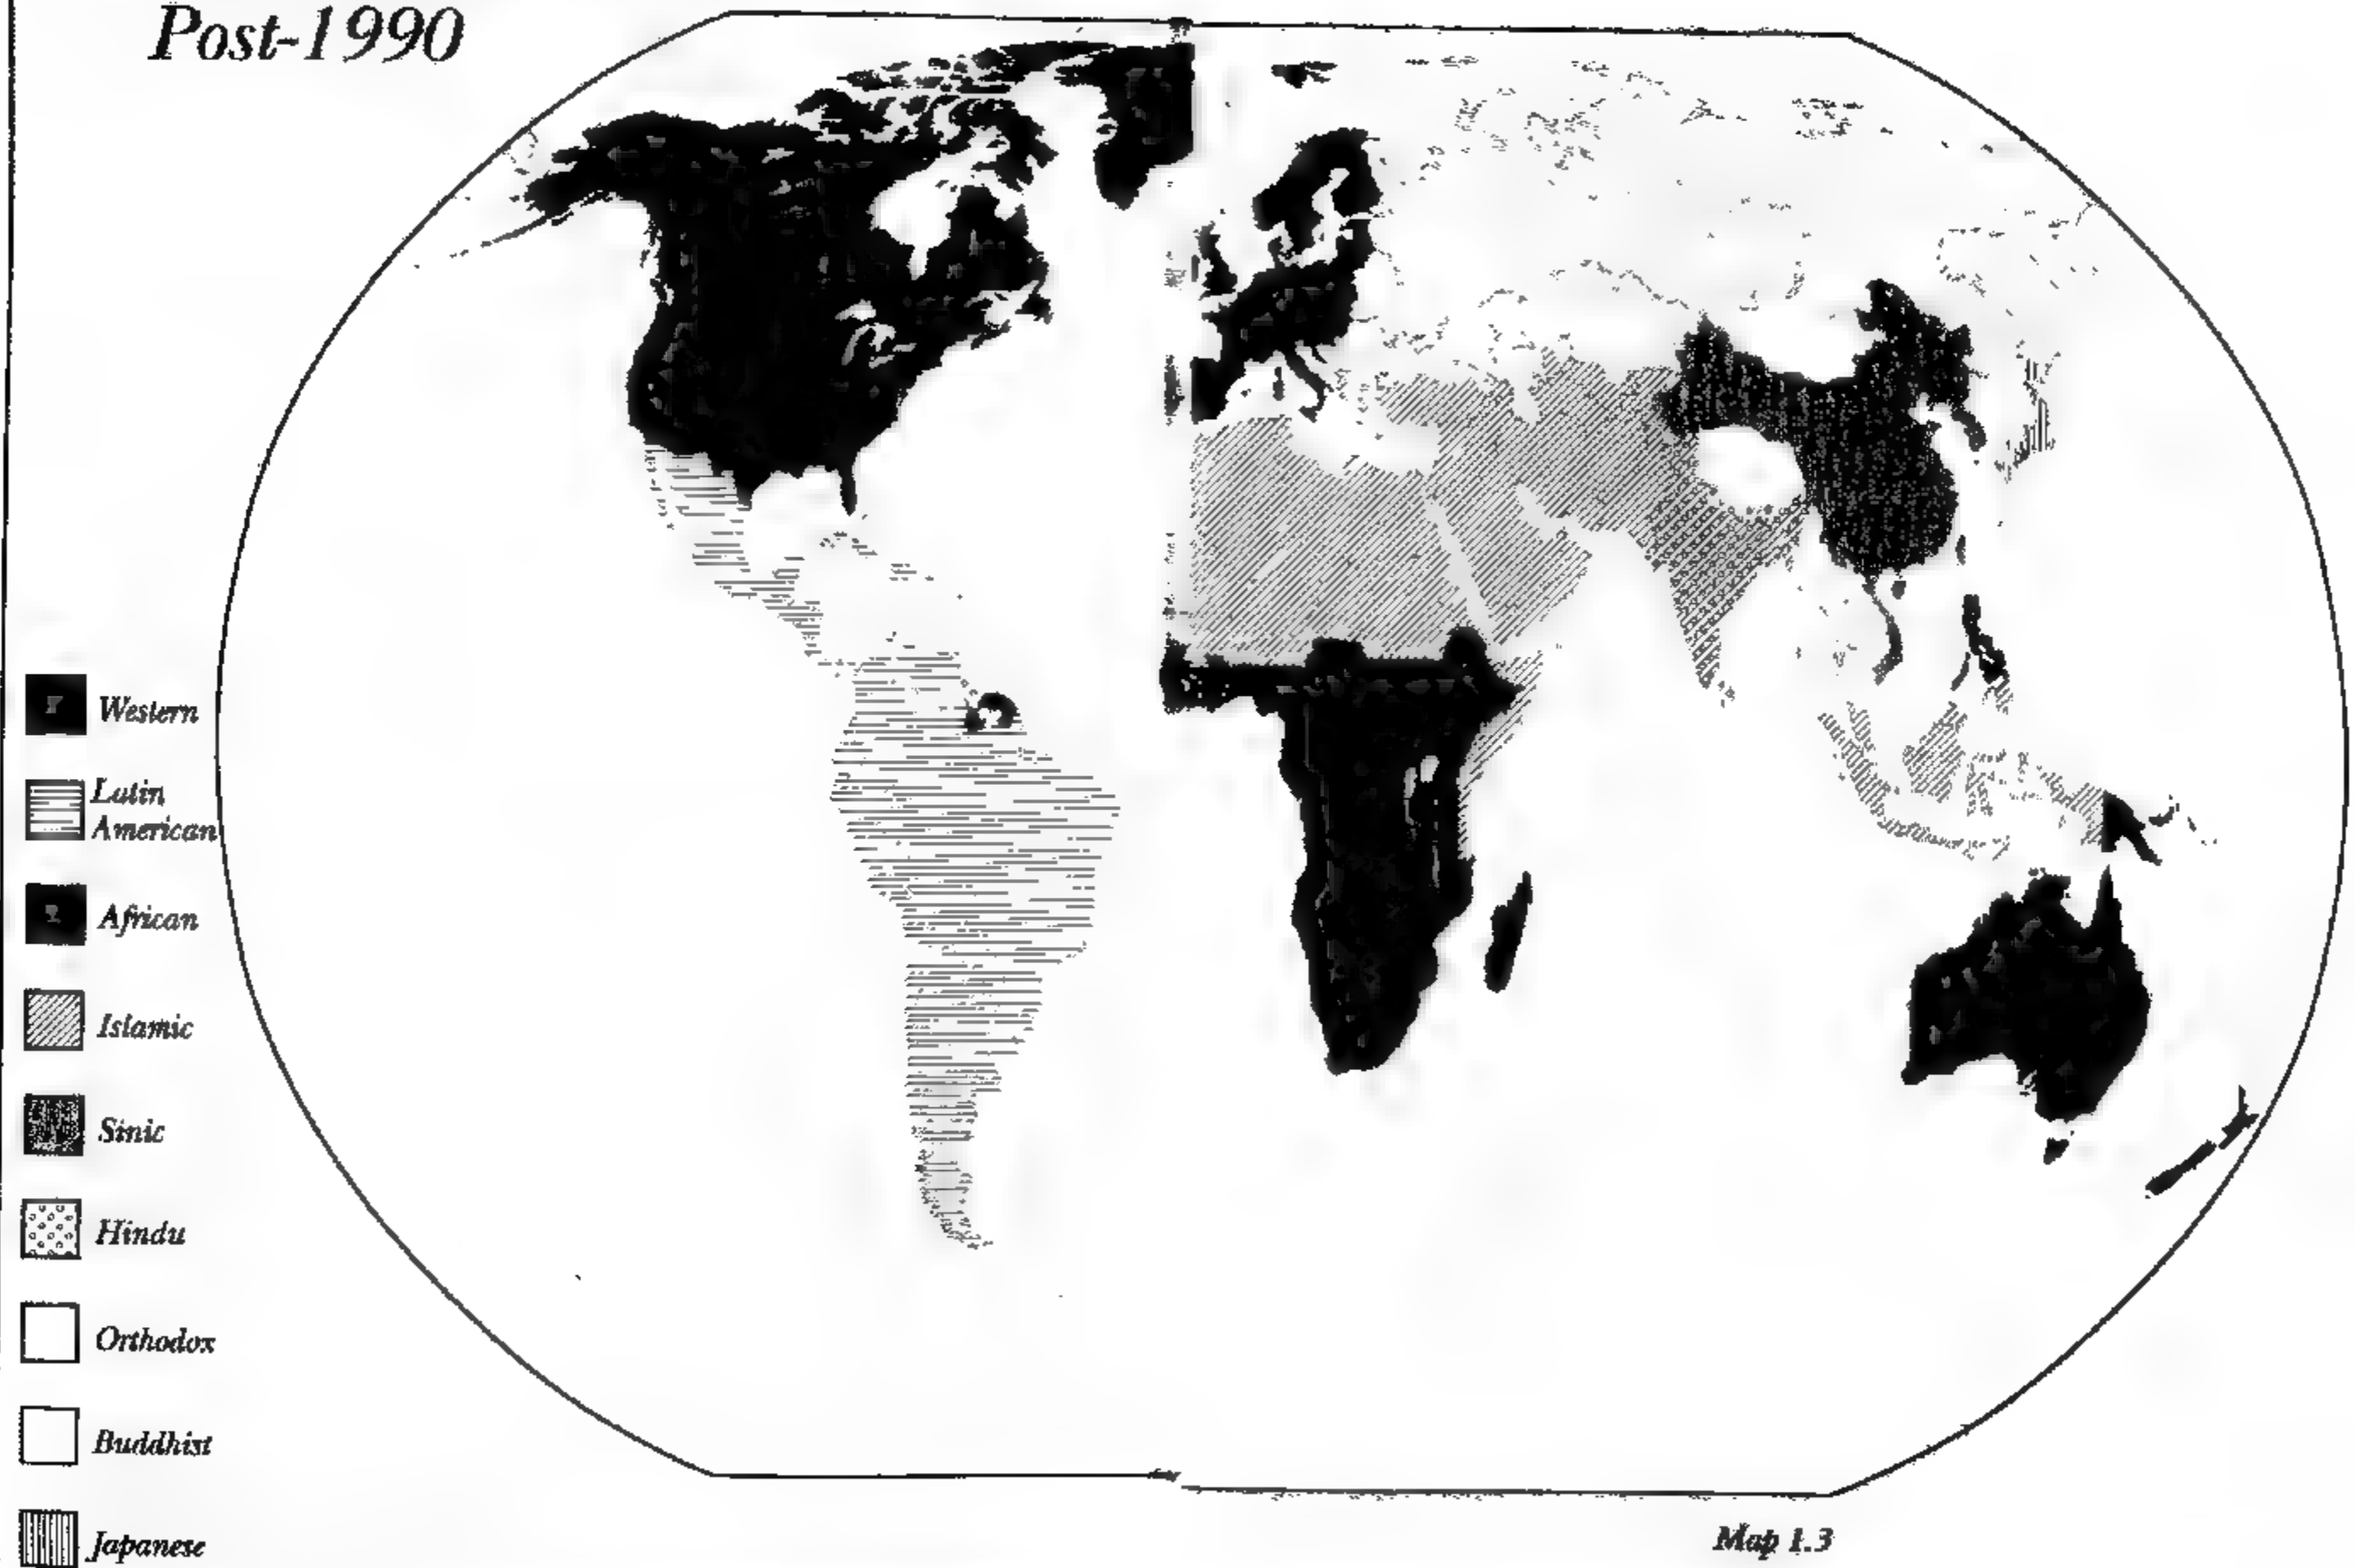 Post-1990
Western
Latin
American
African
Islamic
Sinic
Hindu
Orthodox
Buddhist
Japanese
Map 1.3